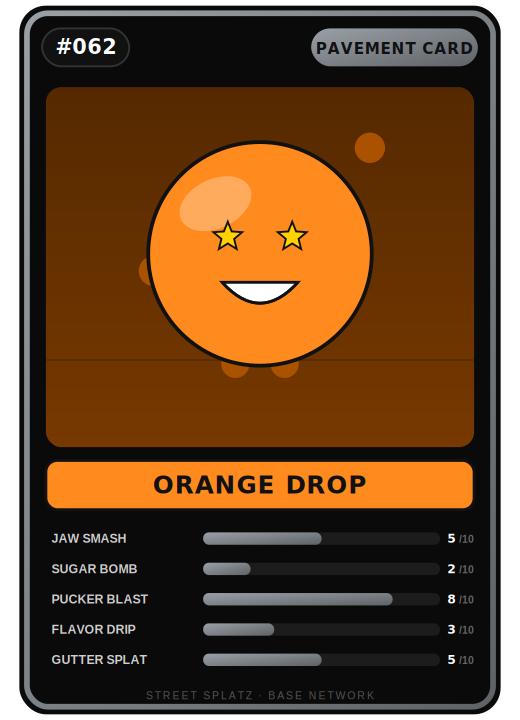 #062
PAVEMENT CARD
ORANGE DROP
JAW SMASH 5 /10
SUGAR BOMB 2 /10
PUCKER BLAST 8 /10
FLAVOR DRIP 3 /10
GUTTER SPLAT 5 /10
STREET SPLATZ · BASE NETWORK